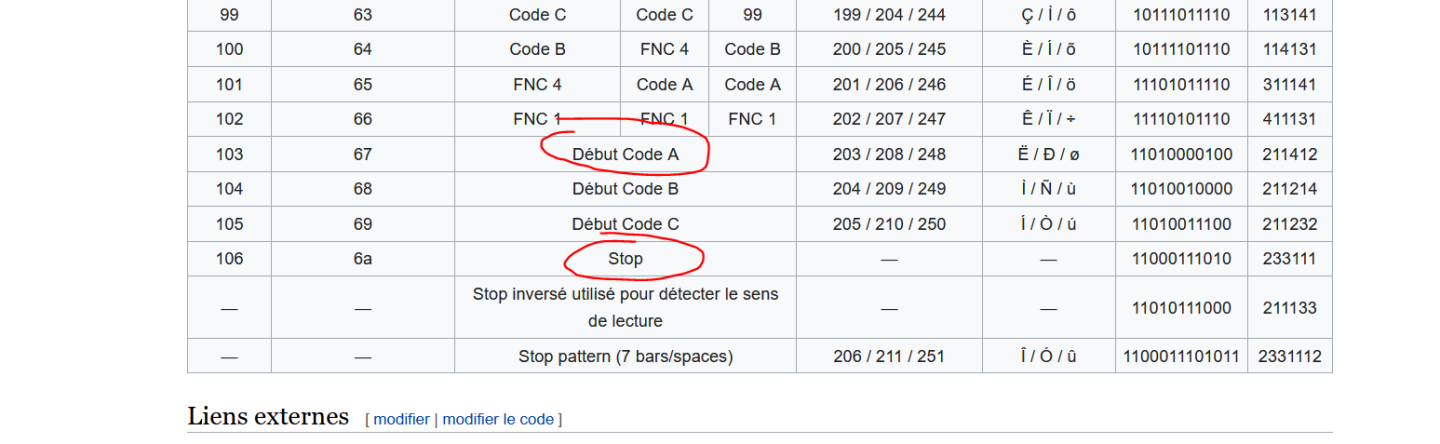 99 63 Code C Code C 99 199 / 204 / 244 Ç / Ì / ô 10111011110 113141
100 64 Code B FNC 4 Code B 200 / 205 / 245 È / Í / õ 10111101110 114131
101 65 FNC 4 Code A Code A 201 / 206 / 246 É / Î / ö 11101011110 311141
102 66 FNC 1 FNC 1 FNC 1 202 / 207 / 247 Ê / Ï / ÷ 11110101110 411131
103 67 Début Code A 203 / 208 / 248 Ë / Ð / ø 11010000100 211412
104 68 Début Code B 204 / 209 / 249 Ì / Ñ / ù 11010010000 211214
105 69 Début Code C 205 / 210 / 250 Í / Ò / ú 11010011100 211232
106 6a Stop — — 11000111010 233111
— — Stop inversé utilisé pour détecter le sens
de lecture — — 11010111000 211133
— — Stop pattern (7 bars/spaces) 206 / 211 / 251 Î / Ó / û 1100011101011 2331112
Liens externes [ modifier | modifier le code ]